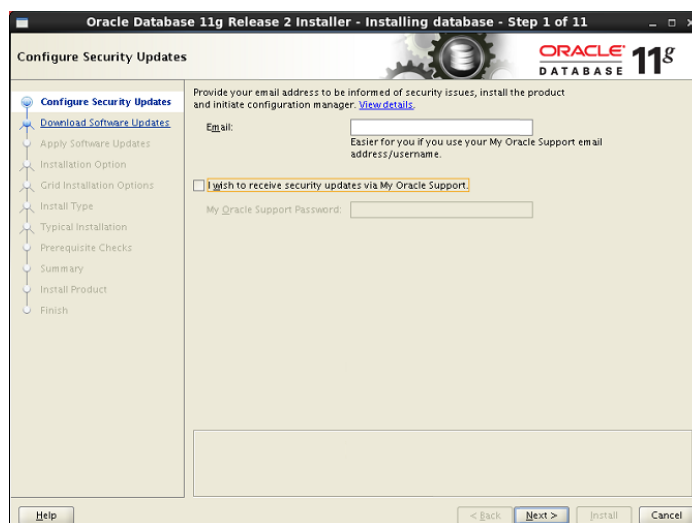 Oracle Database 11g Release 2 Installer - Installing database - Step 1 of 11
Configure Security Updates
ORACLE
DATABASE
11g
Configure Security Updates
Download Software Updates
Apply Software Updates
Installation Option
Grid Installation Options
Install Type
Typical Installation
Prerequisite Checks
Summary
Install Product
Finish
Provide your email address to be informed of security issues, install the product
and initiate configuration manager. View details.
Email:
Easier for you if you use your My Oracle Support email
address/username.
I wish to receive security updates via My Oracle Support.
My Oracle Support Password:
Help
< Back
Next >
Install
Cancel